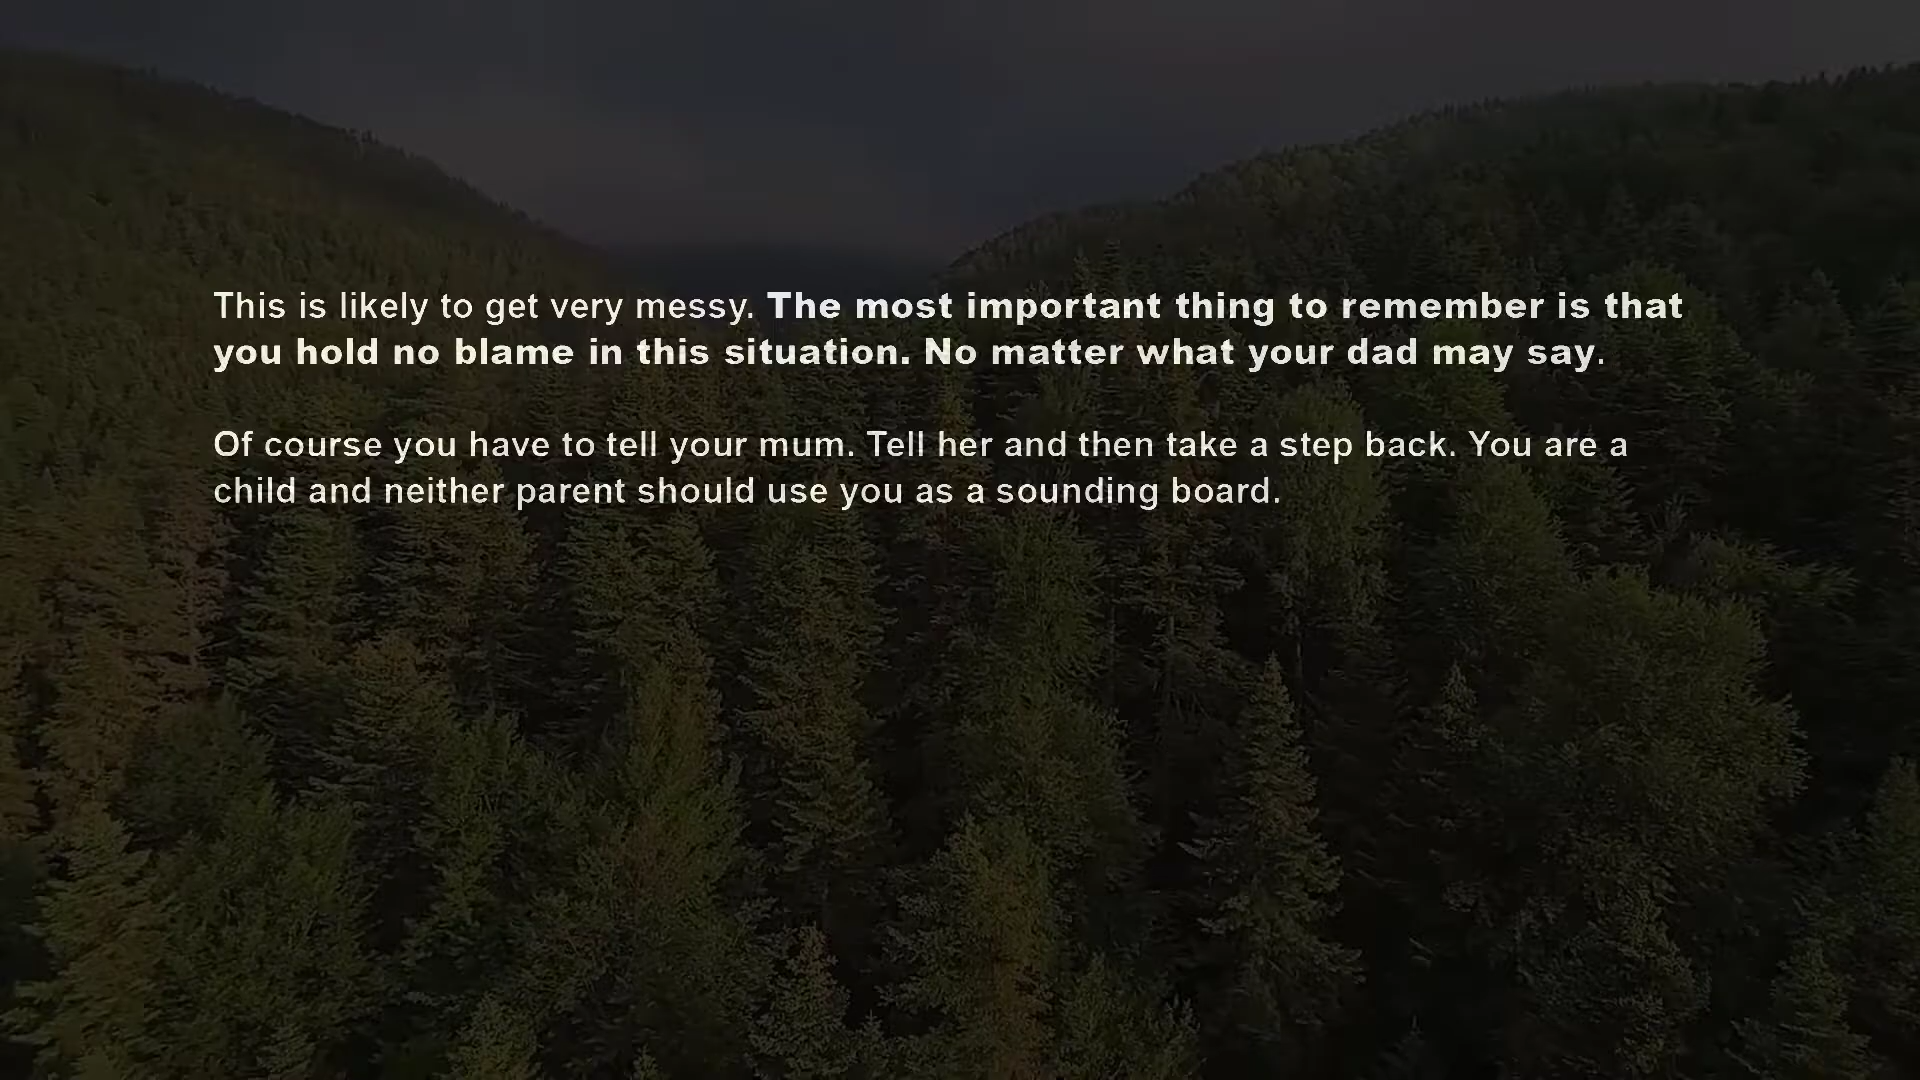 This is likely to get very messy. The most important thing to remember is that
you hold no blame in this situation. No matter what your dad may say.
Of course you have to tell your mum. Tell her and then take a step back. You are a
child and neither parent should use you as a sounding board.